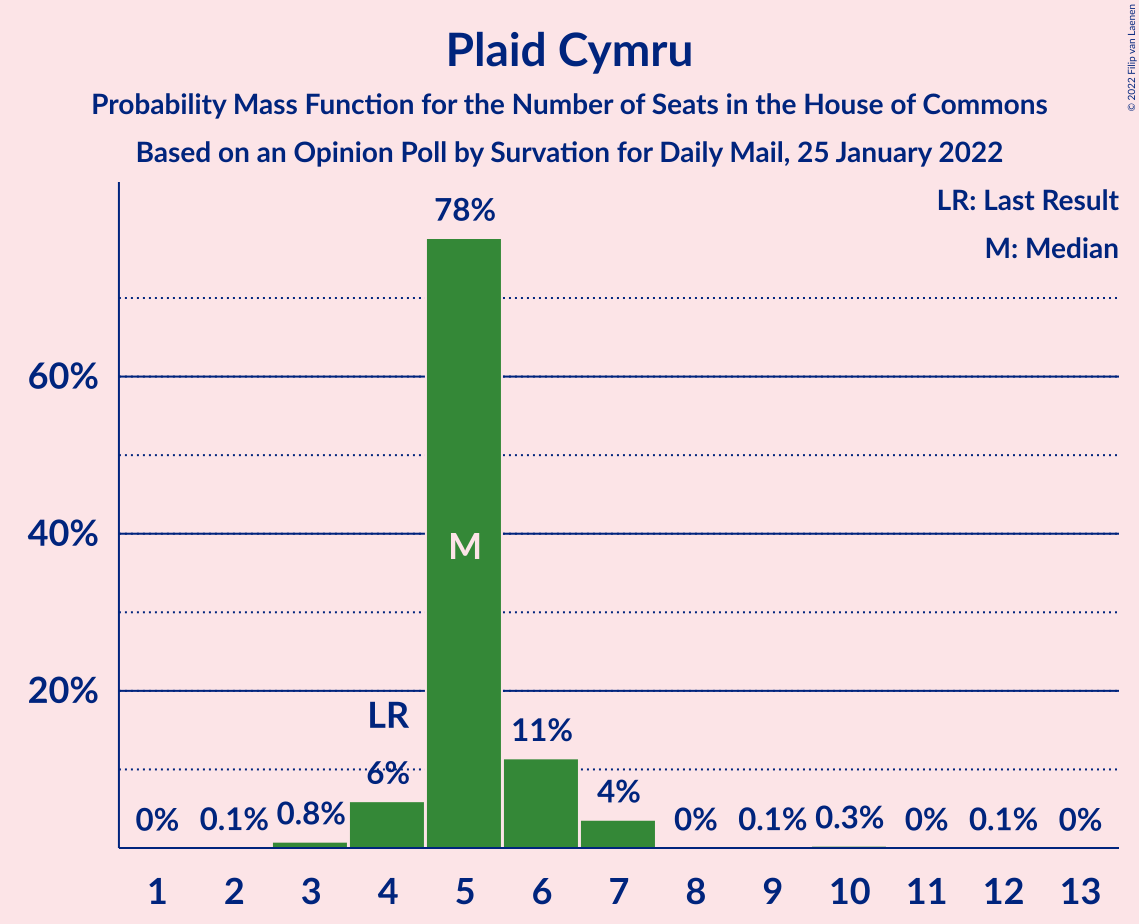 © 2022 Filip van Laenen
Plaid Cymru
Probability Mass Function for the Number of Seats in the House of Commons
Based on an Opinion Poll by Survation for Daily Mail, 25 January 2022
LR: Last Result
M: Median
78%
60%
40%
M
20%
LR
11%
6%
4%
0% 0.1% 0.8% 0% 0.1% 0.3% 0% 0.1% 0%
1 2 3 4 5 6 7 8 9 10 11 12 13